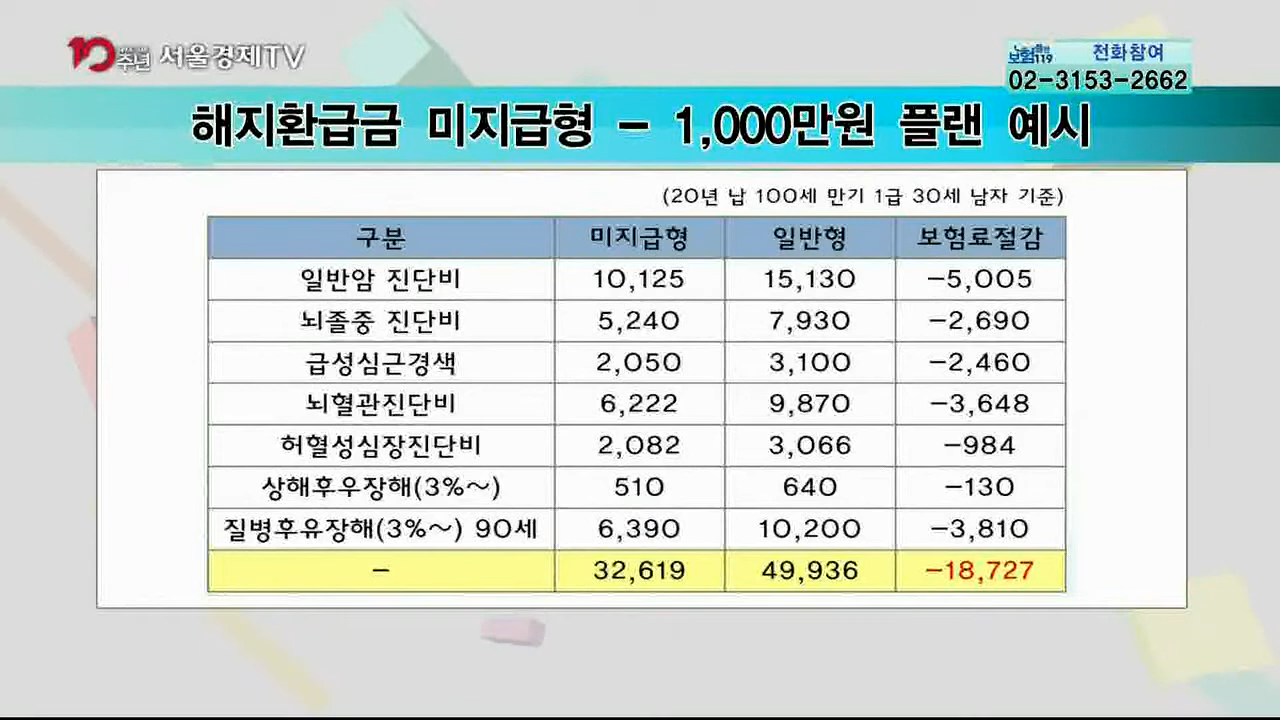 10주년 서울경제TV
보험119 전화참여
02-3153-2662
해지환급금 미지급형 - 1,000만원 플랜 예시
(20년 납 100세 만기 1급 30세 남자 기준)
구분 미지급형 일반형 보험료절감
일반암 진단비 10,125 15,130 -5,005
뇌졸중 진단비 5,240 7,930 -2,690
급성심근경색 2,050 3,100 -2,460
뇌혈관진단비 6,222 9,870 -3,648
허혈성심장진단비 2,082 3,066 -984
상해후우장해(3%~) 510 640 -130
질병후유장해(3%~) 90세 6,390 10,200 -3,810
- 32,619 49,936 -18,727